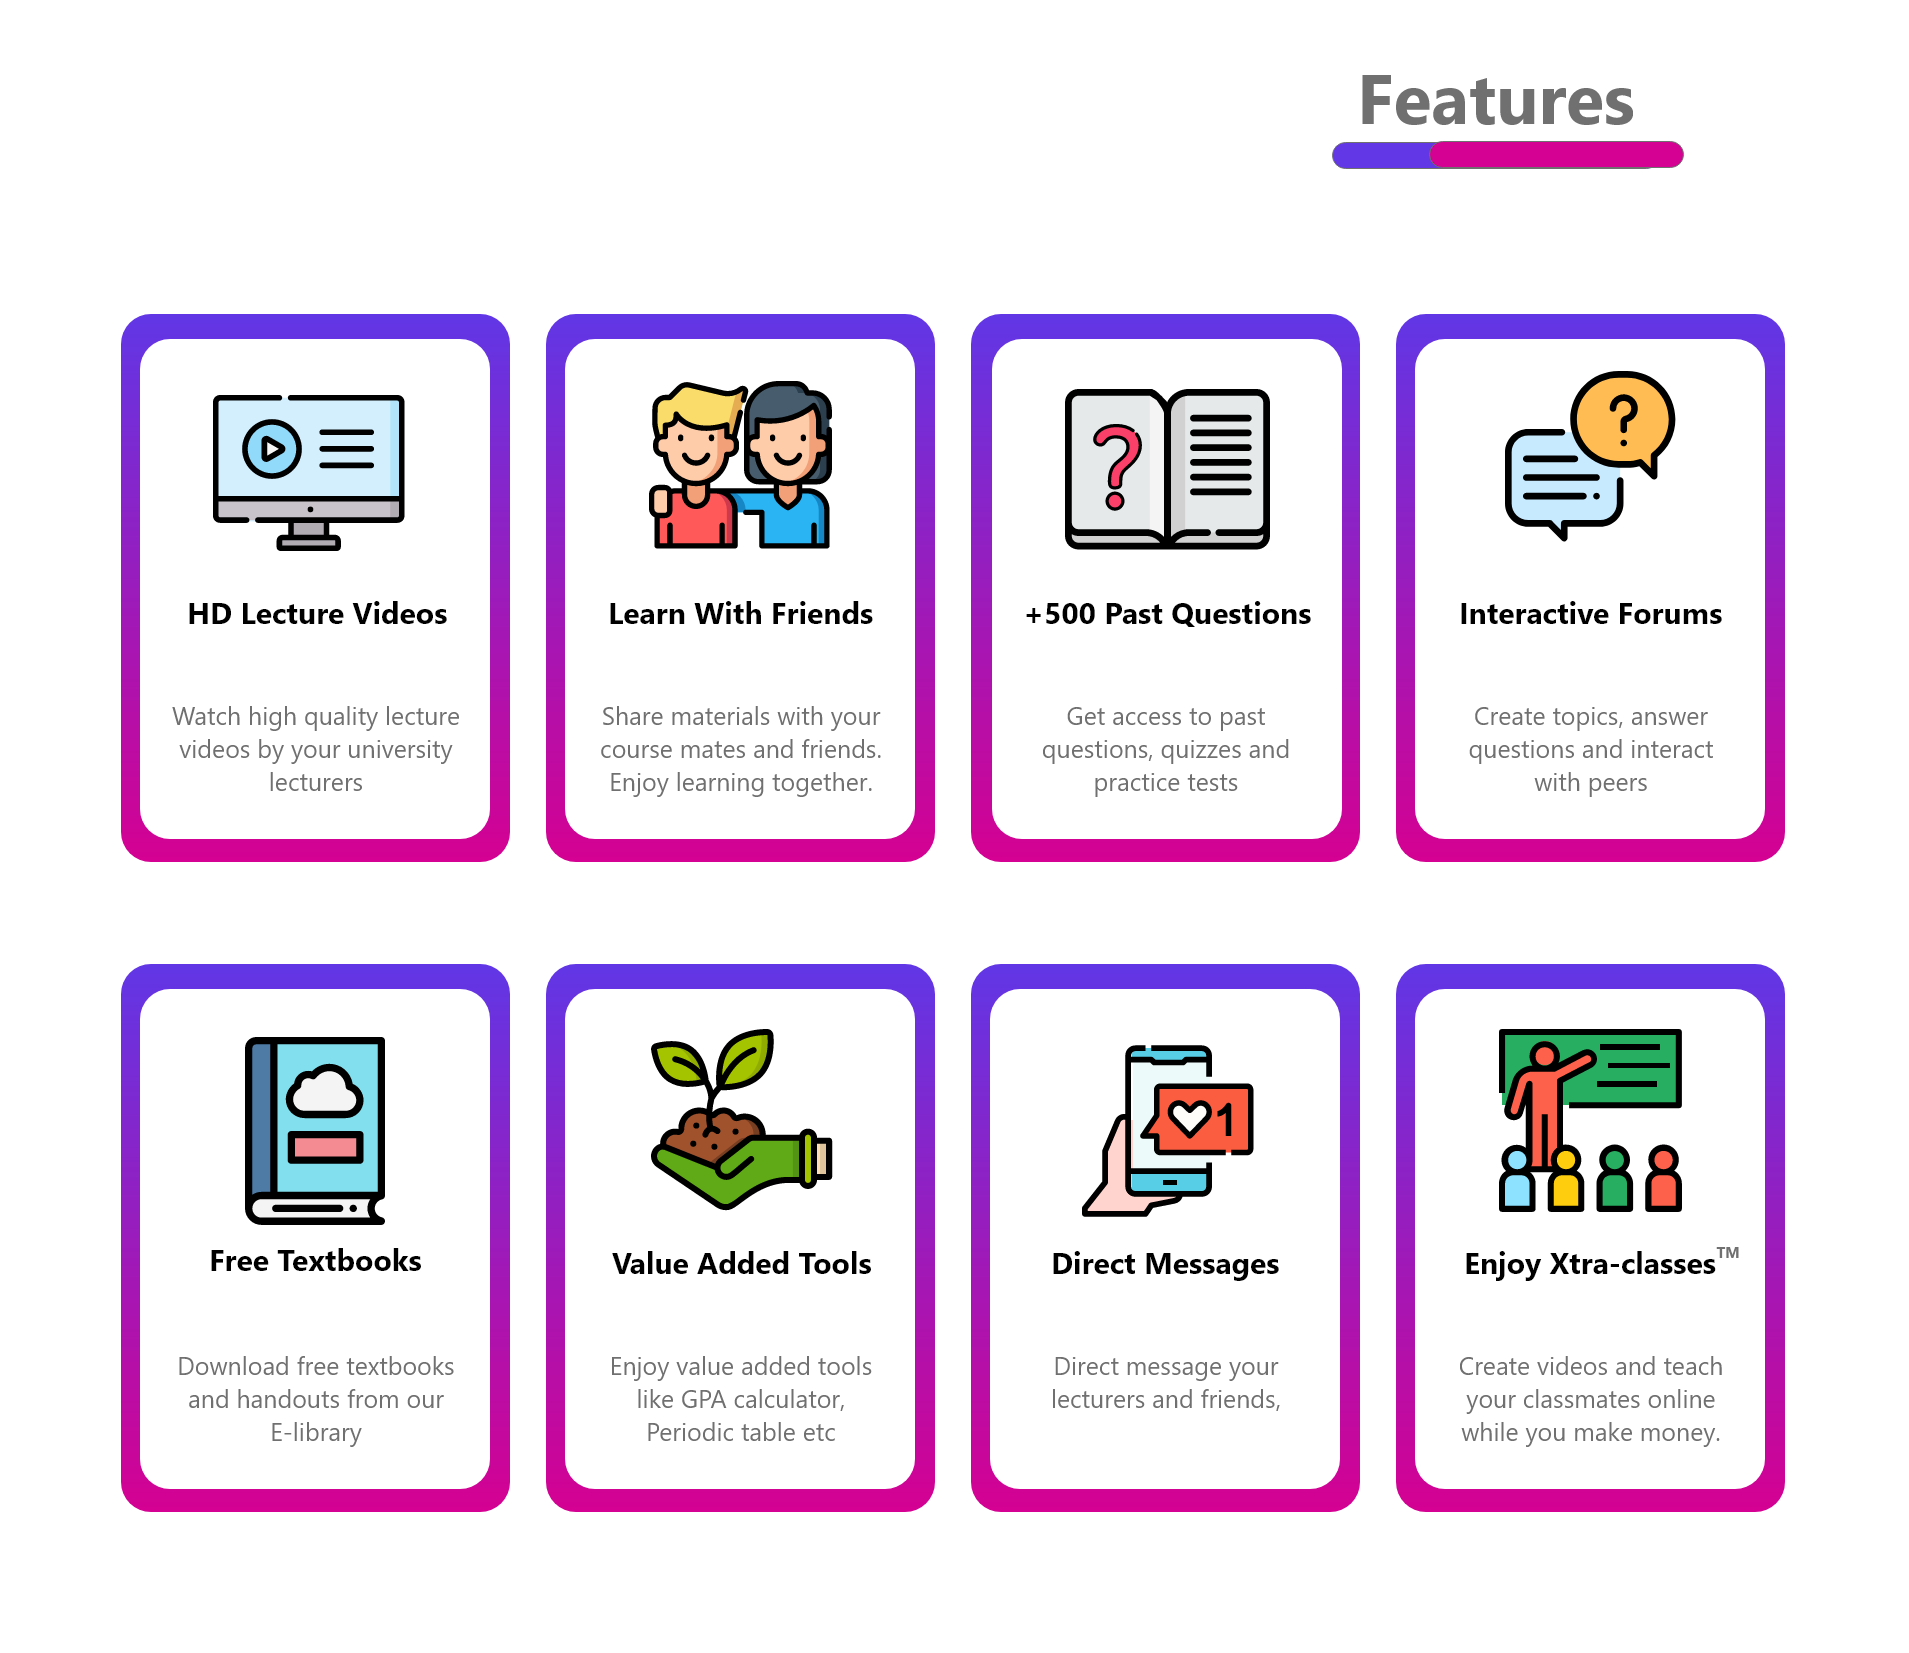 Features
HD Lecture Videos
Watch high quality lecture
videos by your university
lecturers
Learn With Friends
Share materials with your
course mates and friends.
Enjoy learning together.
+500 Past Questions
Get access to past
questions, quizzes and
practice tests
?
Interactive Forums
Create topics, answer
questions and interact
with peers
?
Free Textbooks
Download free textbooks
and handouts from our
E-library
Value Added Tools
Enjoy value added tools
like GPA calculator,
Periodic table etc
1
Direct Messages
Direct message your
lecturers and friends,
Enjoy Xtra-classes™
Create videos and teach
your classmates online
while you make money.